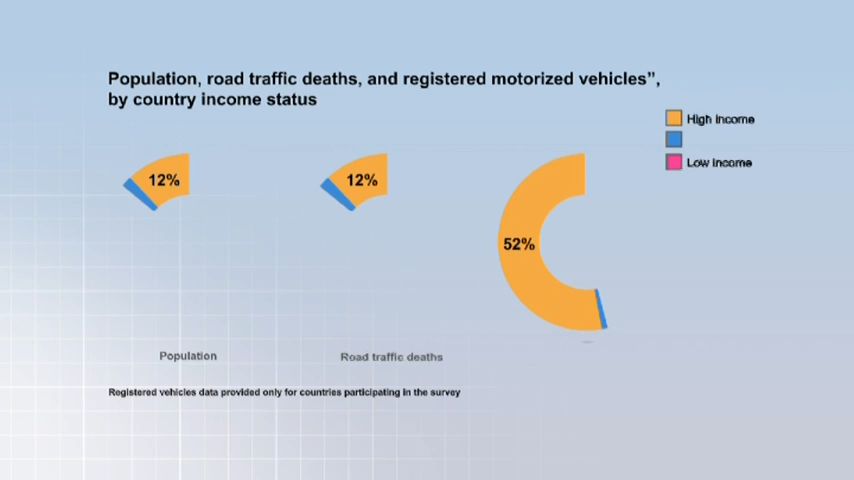 Population, road traffic deaths, and registered motorized vehicles”,
by country income status
High income
Low income
12%
12%
52%
Population
Road traffic deaths
Registered vehicles data provided only for countries participating in the survey